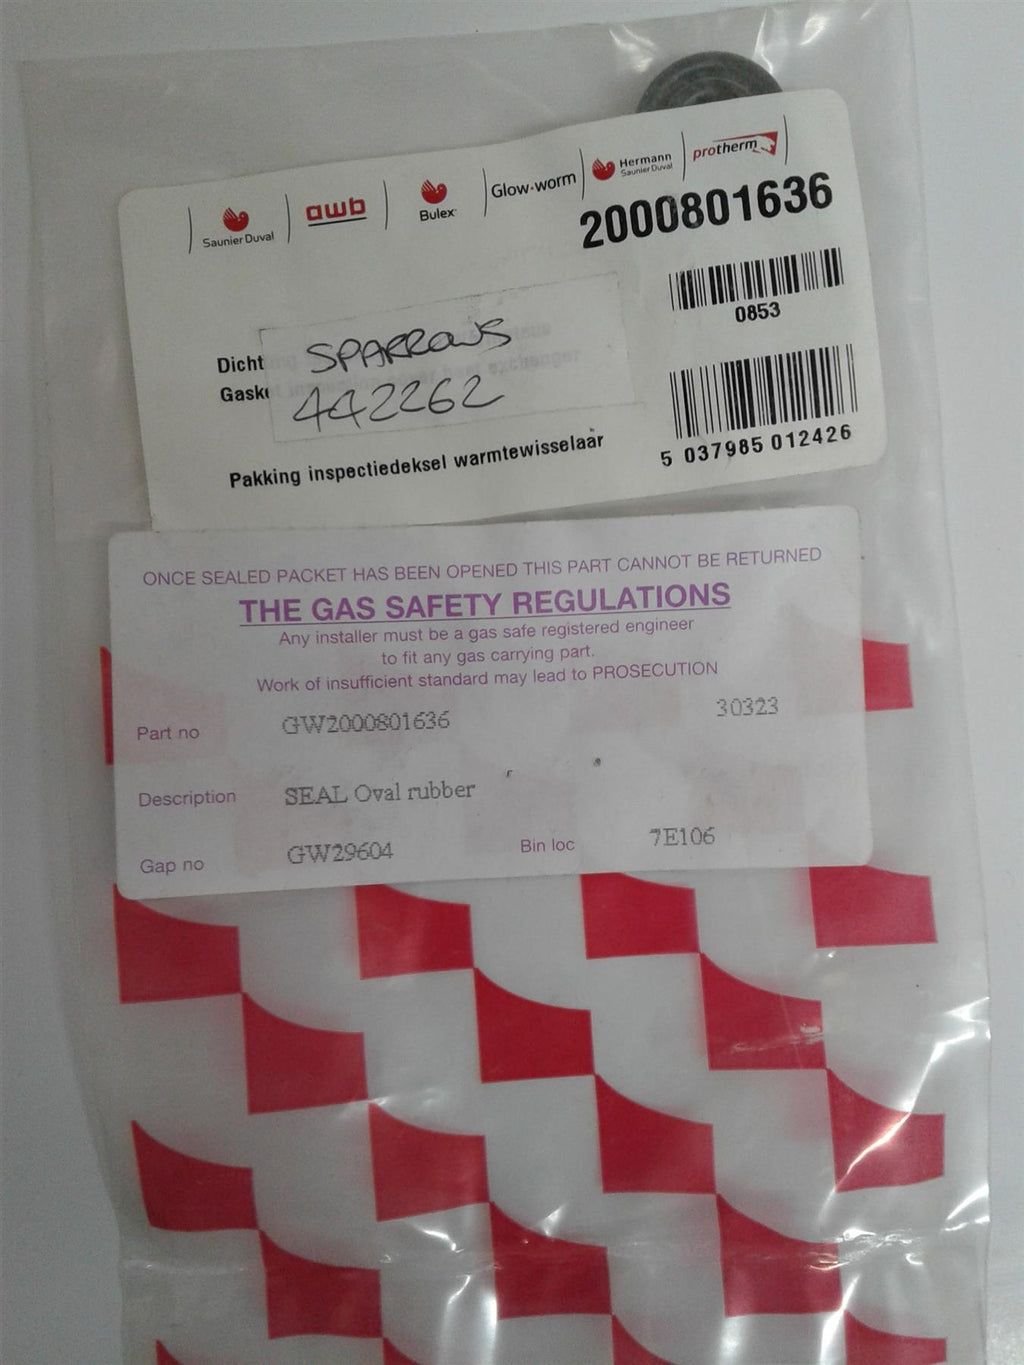 Saunier Duval
awb
Bulex
Glow-worm
Hermann
Saunier Duval
protherm
2000801636
0853
Dicht
Gaske
SPARROWS
442262
Pakking inspectiedeksel warmtewisselaar
5 037985 012426
ONCE SEALED PACKET HAS BEEN OPENED THIS PART CANNOT BE RETURNED
THE GAS SAFETY REGULATIONS
Any installer must be a gas safe registered engineer
to fit any gas carrying part.
Work of insufficient standard may lead to PROSECUTION
Part no GW2000801636 30323
Description SEAL Oval rubber
Gap no GW29604 Bin loc 7E106